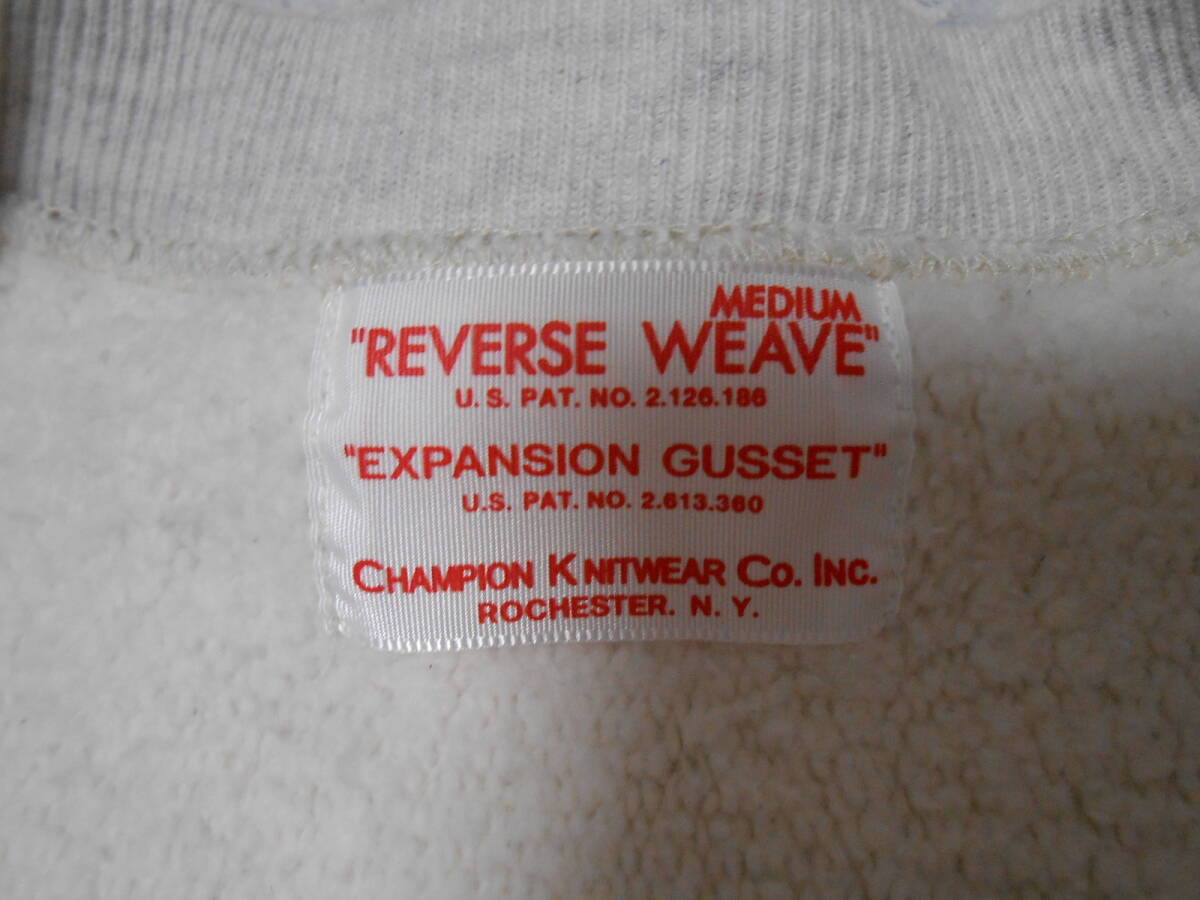 MEDIUM
"REVERSE WEAVE"
U. S. PAT. NO. 2.126.186
"EXPANSION GUSSET"
U.S. PAT. NO. 2.613.360
CHAMPION KNITWEAR CO. INC.
ROCHESTER. N. Y.